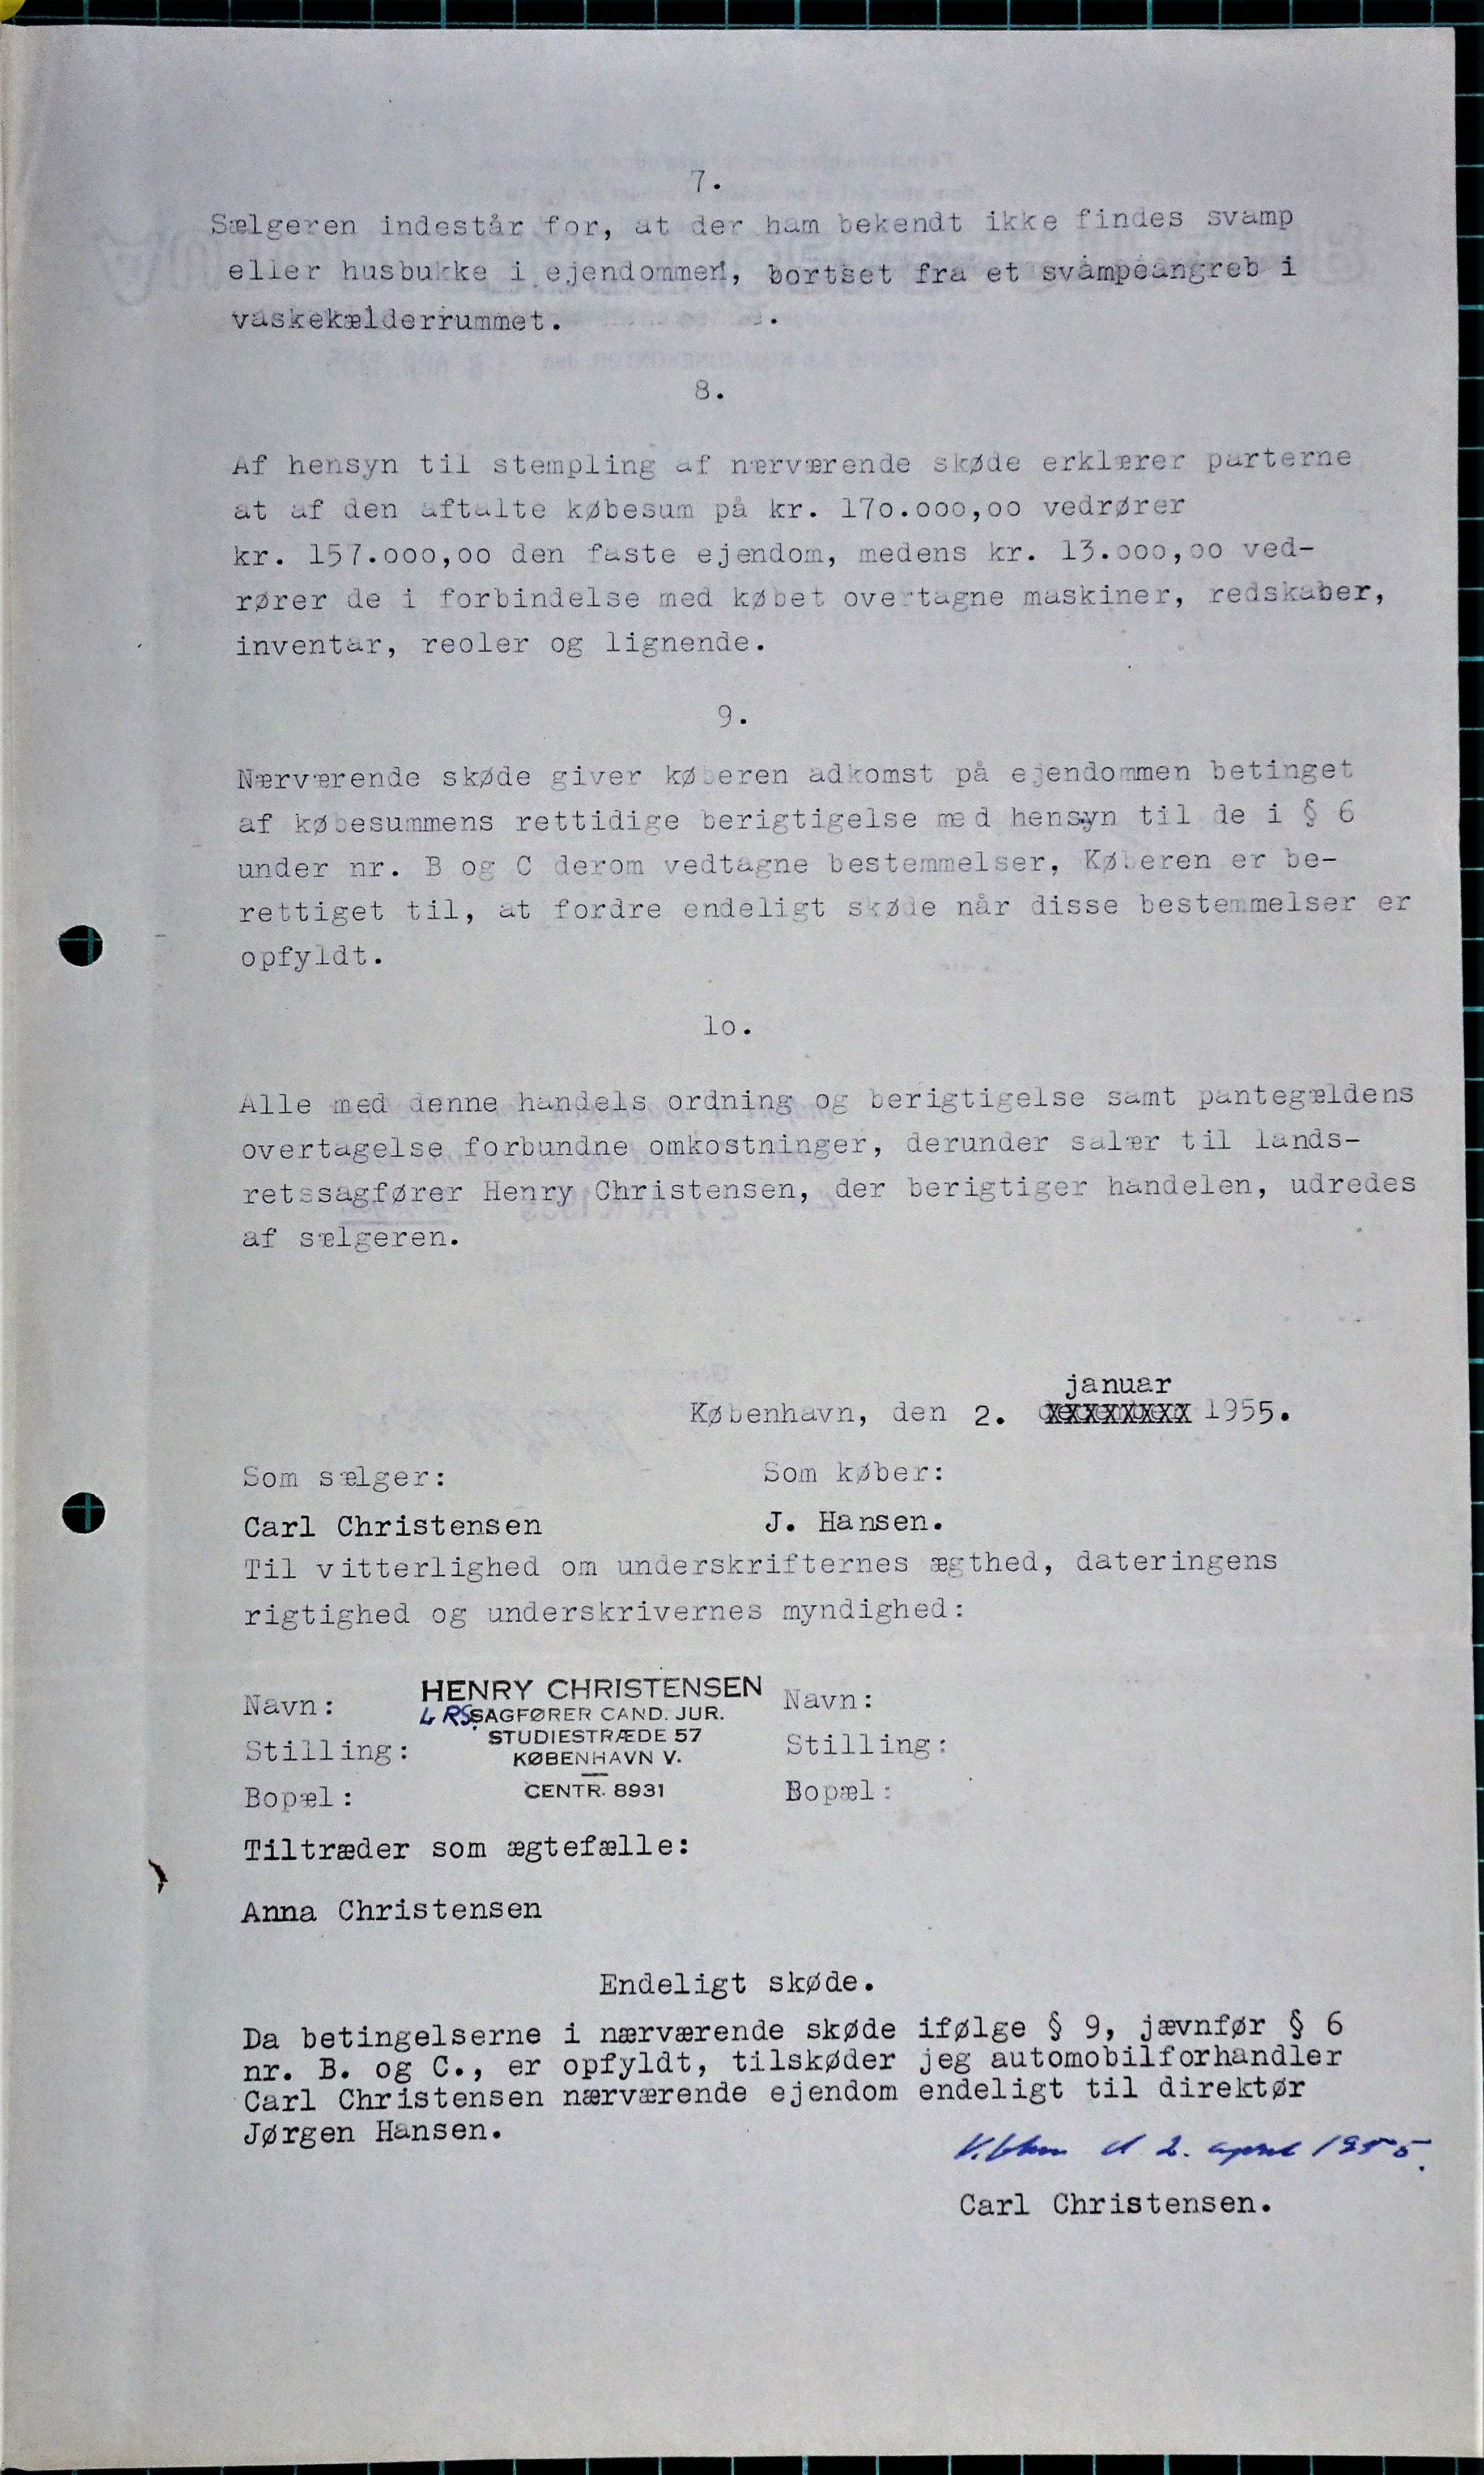 7.
Sælgeren indestår for, at der ham bekendt ikke findes svamp
eller husbukke i ejendommen, bortset fra et svampeangreb i
vaskekælderrummet.
8.
Af hensyn til stempling af nærværende skøde erklærer parterne
at af den aftalte købesum på kr. 17o.ooo,oo vedrører
kr. 157.ooo,oo den faste ejendom, medens kr. 13.ooo,oo ved-
rører de i forbindelse med købet overtagne maskiner, redskaber,
inventar, reoler og lignende.
9.
Nærværende skøde giver køberen adkomst på ejendommen betinget
af købesummens rettidige berigtigelse med hensyn til de i § 6
under nr. B og C derom vedtagne bestemmelser, Køberen er be-
rettiget til, at fordre endeligt skøde når disse bestemmelser er
opfyldt.
lo.
Alle med denne handels ordning og berigtigelse samt pantegældens
overtagelse forbundne omkostninger, derunder salær til lands-
retssagfører Henry Christensen, der berigtiger handelen, udredes
af sælgeren.
januar
København, den 2. xxxxxxxx 1955.
Som sælger: Som køber:
Carl Christensen J. Hansen.
Til vitterlighed om underskrifternes ægthed, dateringens
rigtighed og underskrivernes myndighed:
Navn: HENRY CHRISTENSEN Navn:
LRSSAGFØRER CAND. JUR.
Stilling: STUDIESTRÆDE 57 Stilling:
KØBENHAVN V.
Bopæl: CENTR. 8931 Bopæl:
Tiltræder som ægtefælle:
Anna Christensen
Endeligt skøde.
Da betingelserne i nærværende skøde ifølge § 9, jævnfør § 6
nr. B. og C., er opfyldt, tilskøder jeg automobilforhandler
Carl Christensen nærværende ejendom endeligt til direktør
Jørgen Hansen.
d 2. april 1955.
Carl Christensen.